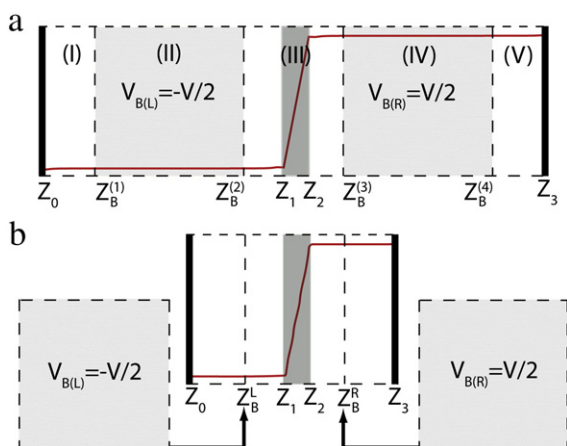 a
(I) (II) (III) (IV) (V)
V_B(L)=-V/2 V_B(R)=V/2
Z_0 Z_B^(1) Z_B^(2) Z_1 Z_2 Z_B^(3) Z_B^(4) Z_3
b
V_B(L)=-V/2 V_B(R)=V/2
Z_0 Z_B^L Z_1 Z_2 Z_B^R Z_3